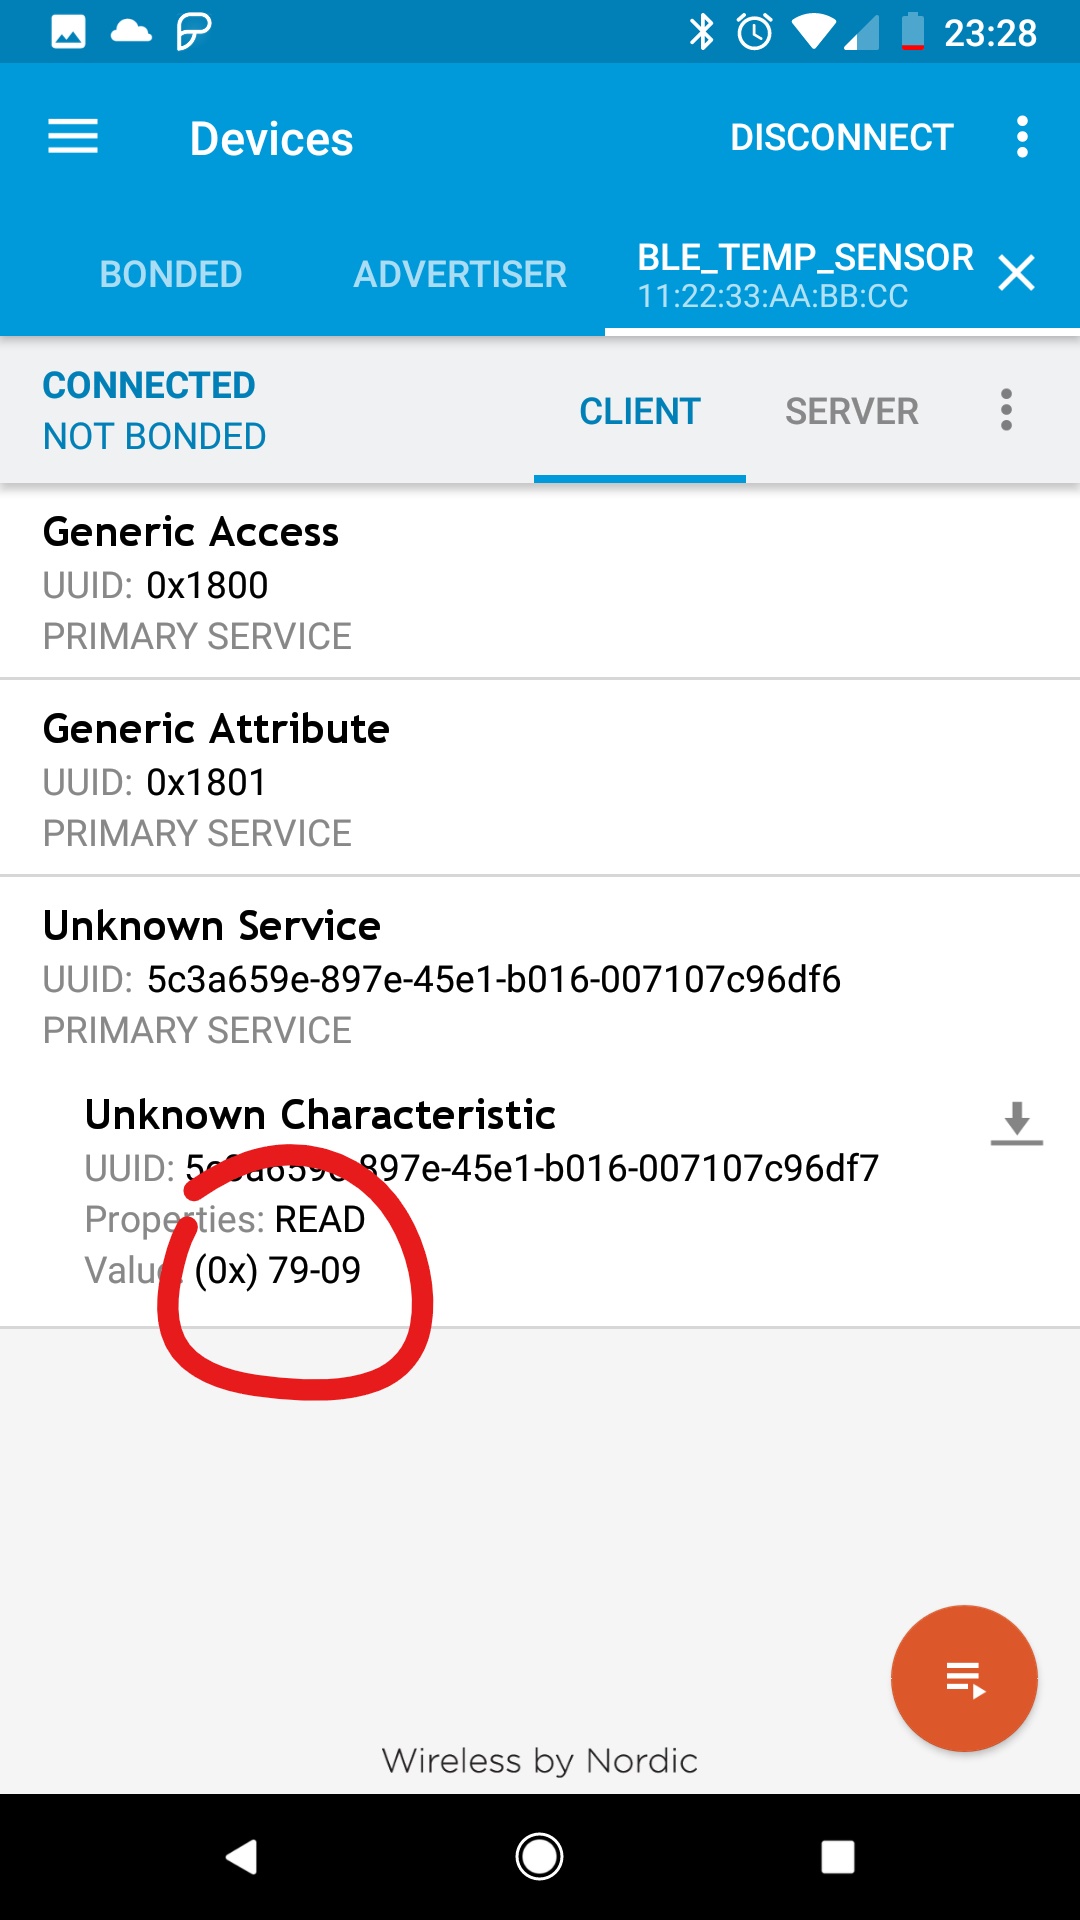 23:28
Devices
DISCONNECT
BONDED
ADVERTISER
BLE_TEMP_SENSOR
11:22:33:AA:BB:CC
CONNECTED
NOT BONDED
CLIENT
SERVER
Generic Access
UUID: 0x1800
PRIMARY SERVICE
Generic Attribute
UUID: 0x1801
PRIMARY SERVICE
Unknown Service
UUID: 5c3a659e-897e-45e1-b016-007107c96df6
PRIMARY SERVICE
Unknown Characteristic
UUID: 5c3a659e-897e-45e1-b016-007107c96df7
Properties: READ
Value: (0x) 79-09
Wireless by Nordic